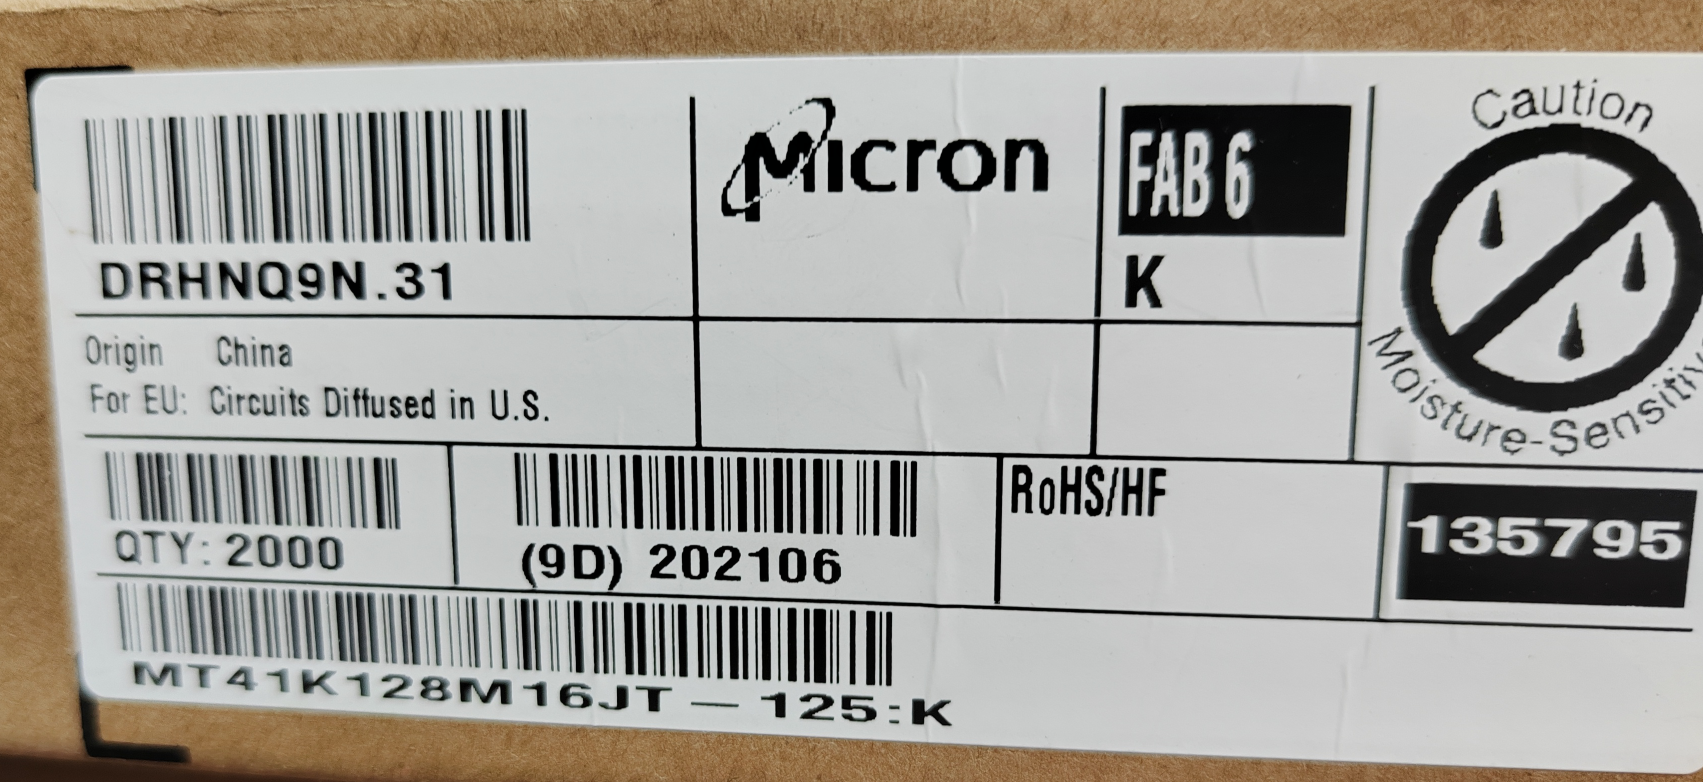 Micron
FAB 6
K
Caution
Moisture-Sensitive
DRHNQ9N.31
Origin China
For EU: Circuits Diffused in U.S.
QTY: 2000
(9D) 202106
RoHS/HF
135795
MT41K128M16JT - 125:K